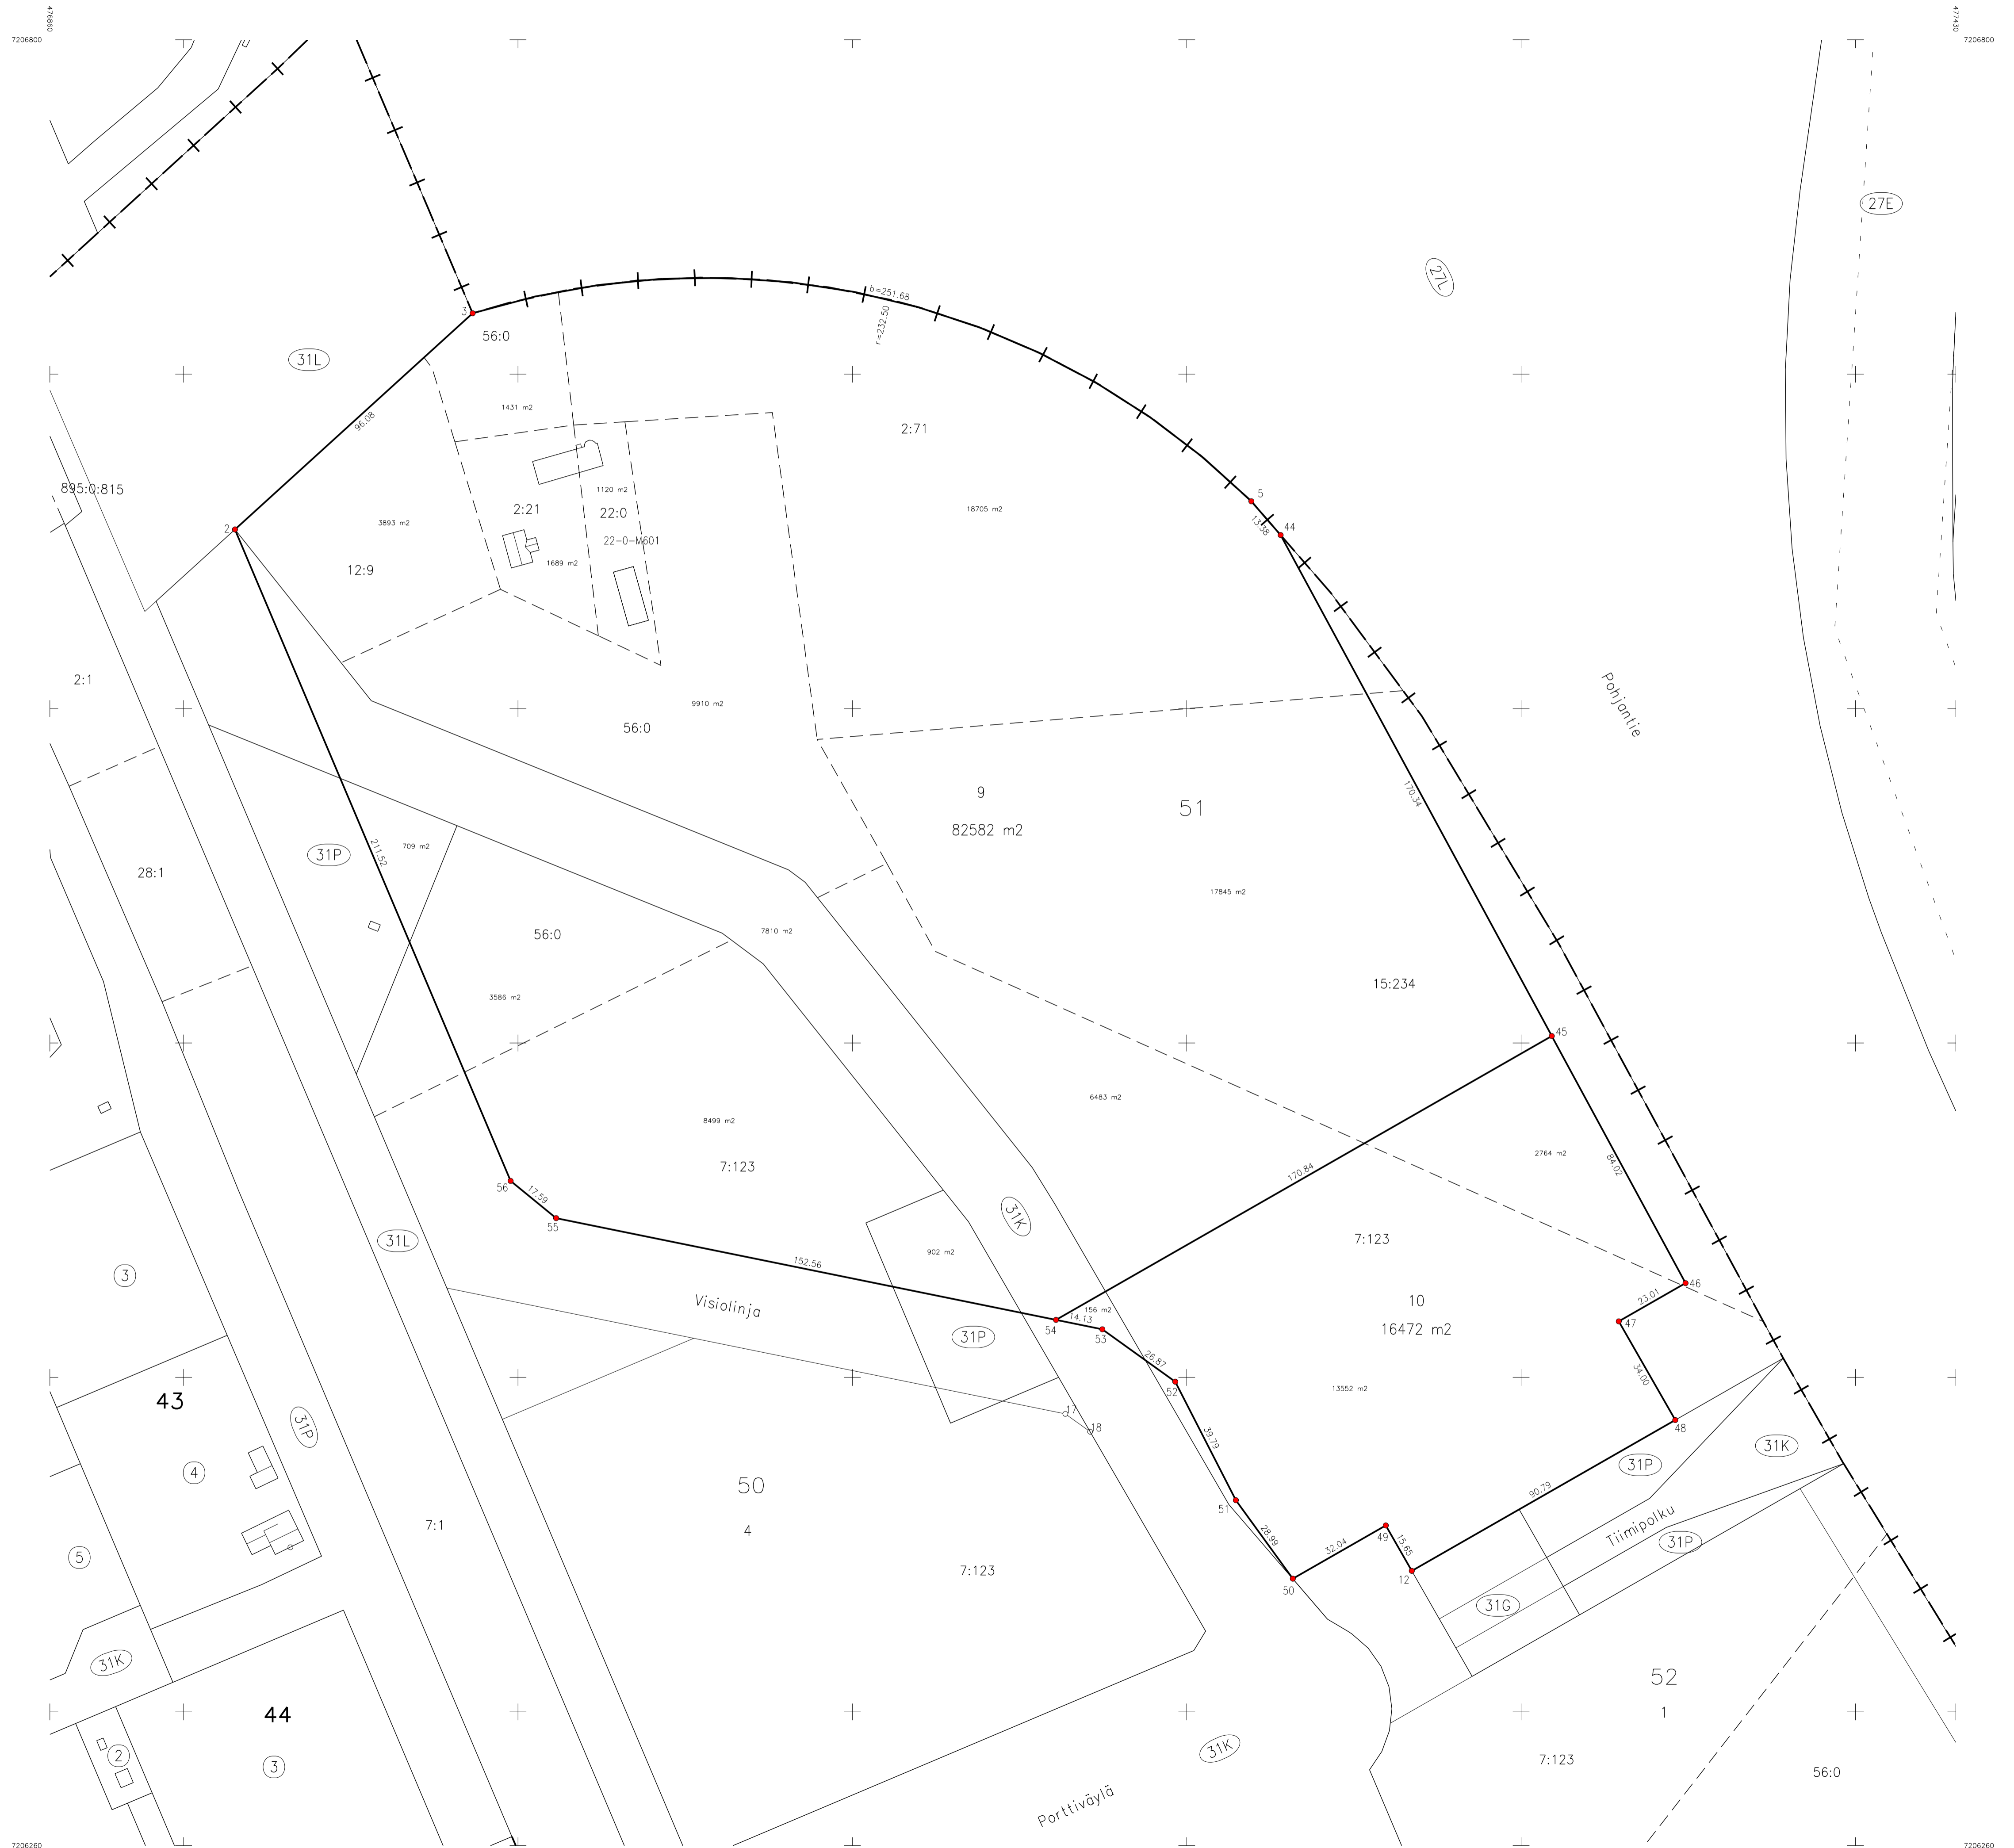 476860
477430
7206800
7206800
27E
27L
b=251.68
r=232.50
3
56:0
31L
1431 m2
96.08
2:71
895:0:815
1120 m2
5
2:21
22:0
18705 m2
2
3893 m2
13.38
44
22-0-M601
12:9
1689 m2
2:1
Pohjantie
9910 m2
56:0
9
51
170.34
82582 m2
709 m2
211.52
31P
28:1
17845 m2
56:0
7810 m2
15:234
3586 m2
45
6483 m2
8499 m2
2764 m2
84.02
7:123
170.84
56
17.59
31K
55
31L
7:123
902 m2
152.56
3
46
Visiolinja
156 m2
10
23.01
14.13
54
47
31P
53
16472 m2
26.87
34.00
13552 m2
52
43
17
31P
18
48
39.79
31K
4
31P
50
90.79
51
7:1
4
28.99
49
15.65
Tiimipolku
32.04
31P
5
7:123
12
50
31G
31K
52
44
1
31K
2
3
7:123
56:0
Porttiväylä
7206260
7206260